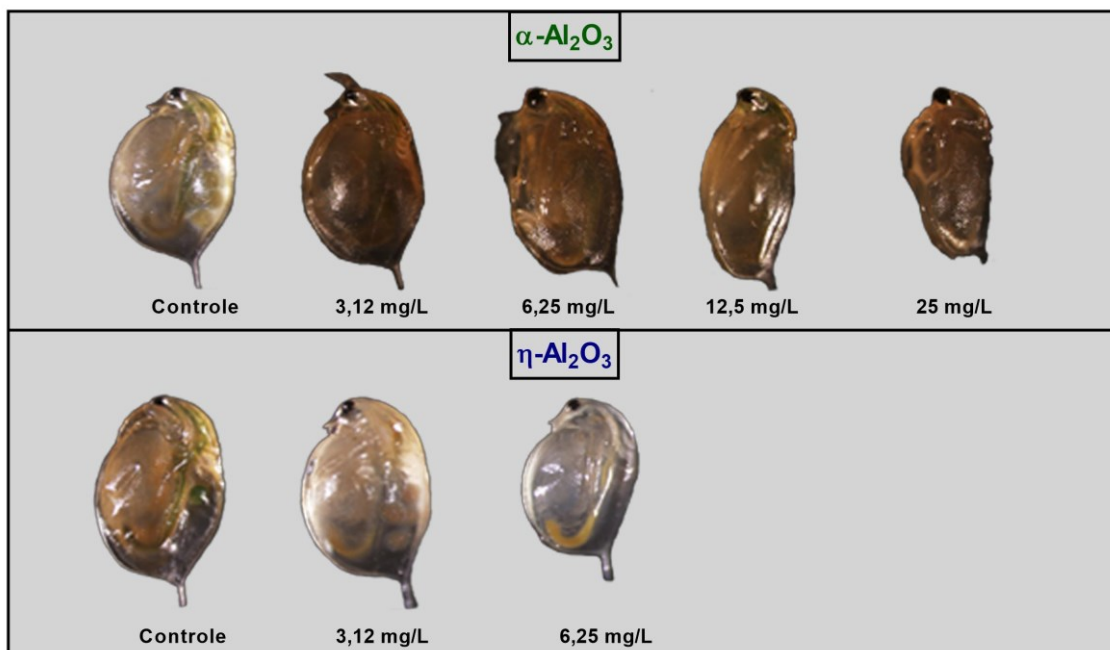 α-Al₂O₃
Controle 3,12 mg/L 6,25 mg/L 12,5 mg/L 25 mg/L
η-Al₂O₃
Controle 3,12 mg/L 6,25 mg/L